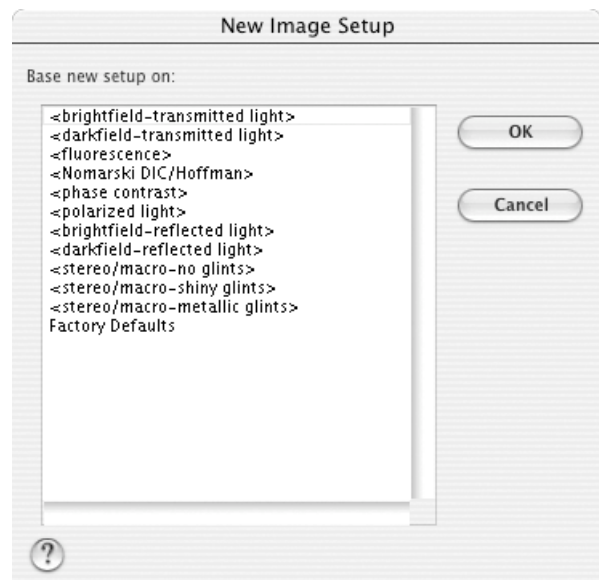 New Image Setup
Base new setup on:
<brightfield-transmitted light>
<darkfield-transmitted light>
<fluorescence>
<Nomarski DIC/Hoffman>
<phase contrast>
<polarized light>
<brightfield-reflected light>
<darkfield-reflected light>
<stereo/macro-no glints>
<stereo/macro-shiny glints>
<stereo/macro-metallic glints>
Factory Defaults
OK
Cancel
?